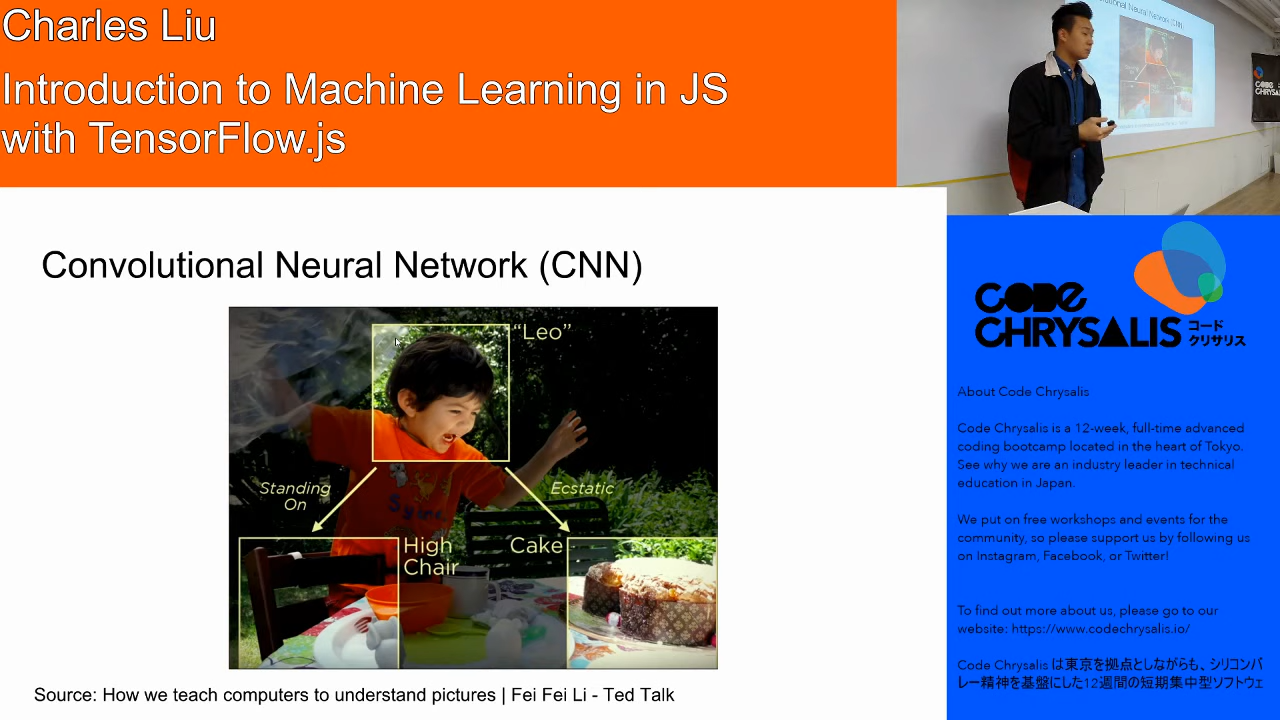 Charles Liu
Introduction to Machine Learning in JS
with TensorFlow.js
Convolutional Neural Network (CNN)
"Leo"
Standing
On
Ecstatic
High
Chair
Cake
Source: How we teach computers to understand pictures | Fei Fei Li - Ted Talk
CODE
CHRYSALIS
コード
クリサリス
About Code Chrysalis
Code Chrysalis is a 12-week, full-time advanced
coding bootcamp located in the heart of Tokyo.
See why we are an industry leader in technical
education in Japan.
We put on free workshops and events for the
community, so please support us by following us
on Instagram, Facebook, or Twitter!
To find out more about us, please go to our
website: https://www.codechrysalis.io/
Code Chrysalis は東京を拠点としながらも、シリコンバ
レー精神を基盤にした12週間の短期集中型ソフトウェ